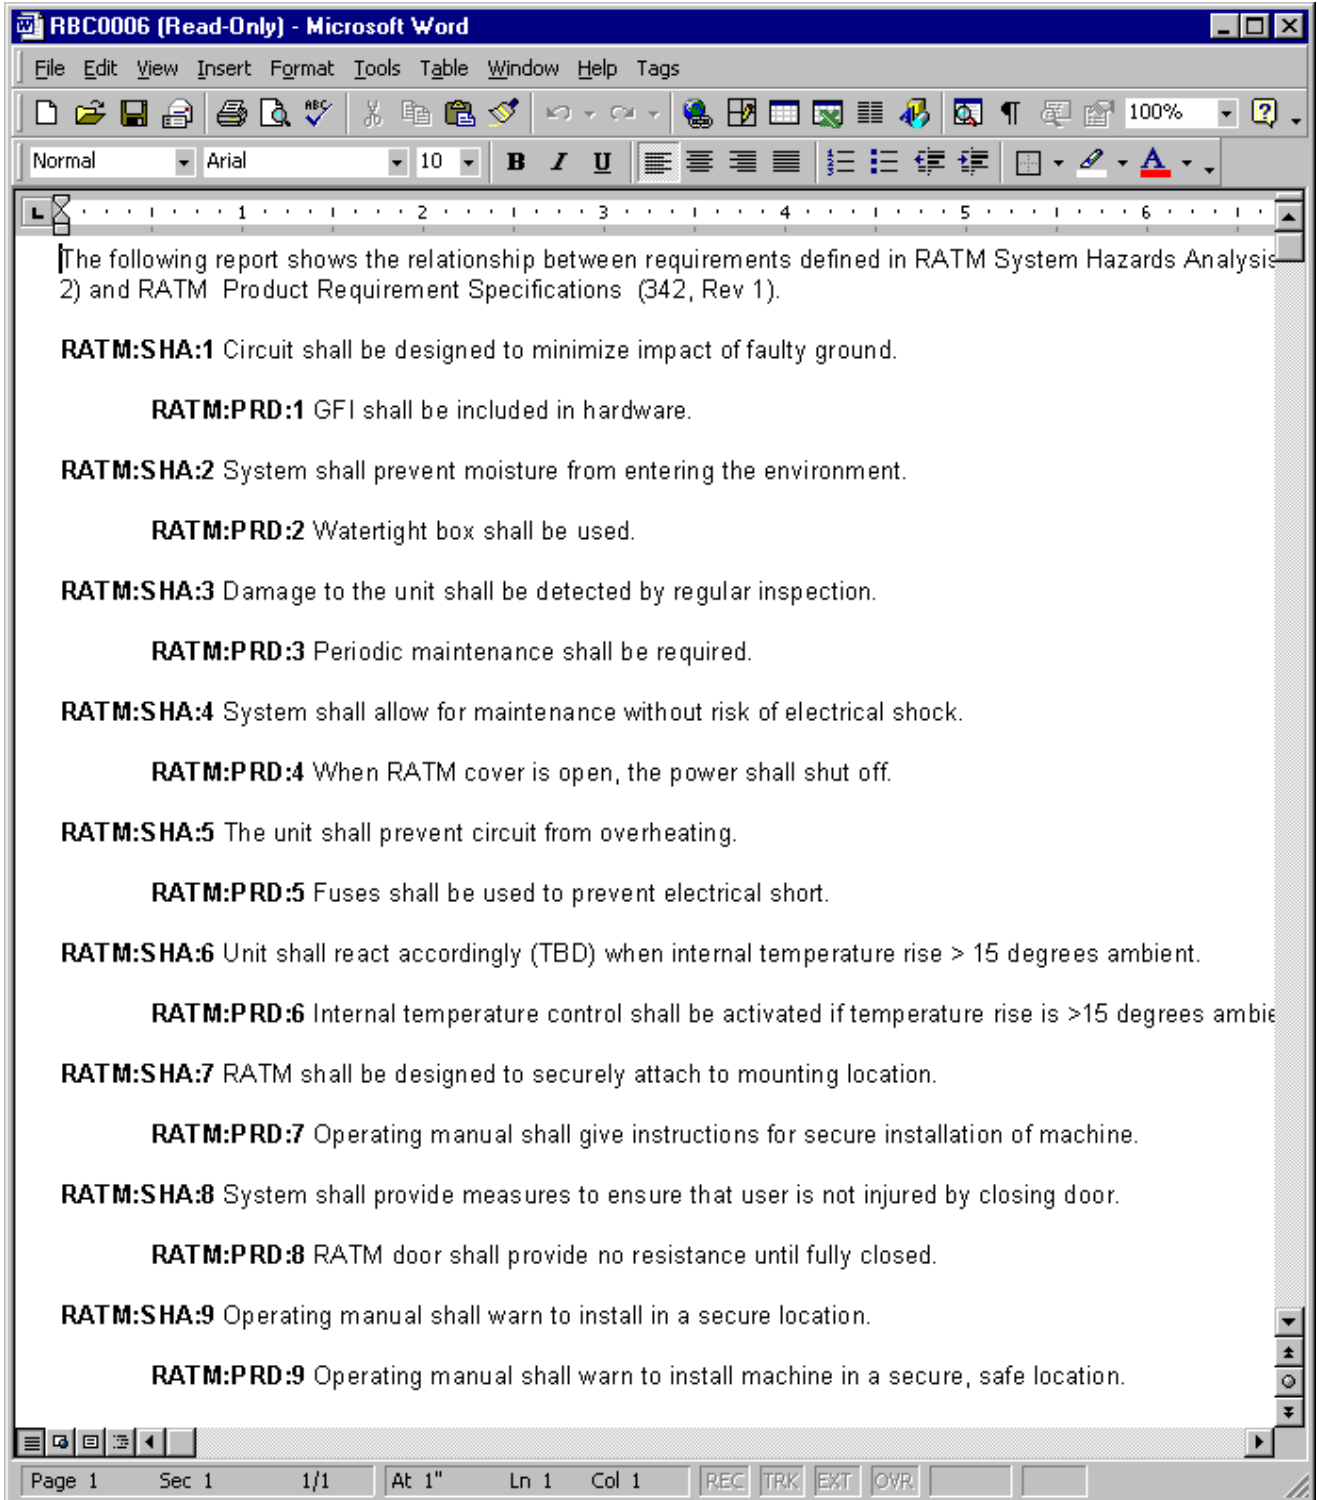 RBC0006 (Read-Only) - Microsoft Word
File Edit View Insert Format Tools Table Window Help Tags
ABC 100%
Normal Arial 10 B I U A
1 2 3 4 5 6
The following report shows the relationship between requirements defined in RATM System Hazards Analysis
2) and RATM Product Requirement Specifications (342, Rev 1).
RATM:SHA:1 Circuit shall be designed to minimize impact of faulty ground.
RATM:PRD:1 GFI shall be included in hardware.
RATM:SHA:2 System shall prevent moisture from entering the environment.
RATM:PRD:2 Watertight box shall be used.
RATM:SHA:3 Damage to the unit shall be detected by regular inspection.
RATM:PRD:3 Periodic maintenance shall be required.
RATM:SHA:4 System shall allow for maintenance without risk of electrical shock.
RATM:PRD:4 When RATM cover is open, the power shall shut off.
RATM:SHA:5 The unit shall prevent circuit from overheating.
RATM:PRD:5 Fuses shall be used to prevent electrical short.
RATM:SHA:6 Unit shall react accordingly (TBD) when internal temperature rise > 15 degrees ambient.
RATM:PRD:6 Internal temperature control shall be activated if temperature rise is >15 degrees ambie
RATM:SHA:7 RATM shall be designed to securely attach to mounting location.
RATM:PRD:7 Operating manual shall give instructions for secure installation of machine.
RATM:SHA:8 System shall provide measures to ensure that user is not injured by closing door.
RATM:PRD:8 RATM door shall provide no resistance until fully closed.
RATM:SHA:9 Operating manual shall warn to install in a secure location.
RATM:PRD:9 Operating manual shall warn to install machine in a secure, safe location.
Page 1 Sec 1 1/1 At 1" Ln 1 Col 1 REC TRK EXT OVR